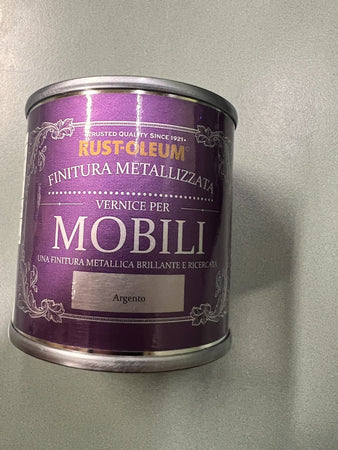 TRUSTED QUALITY SINCE 1921
RUST-OLEUM
FINITURA METALLIZZATA
VERNICE PER
MOBILI
UNA FINITURA METALLICA BRILLANTE E RICERCATA
Argento